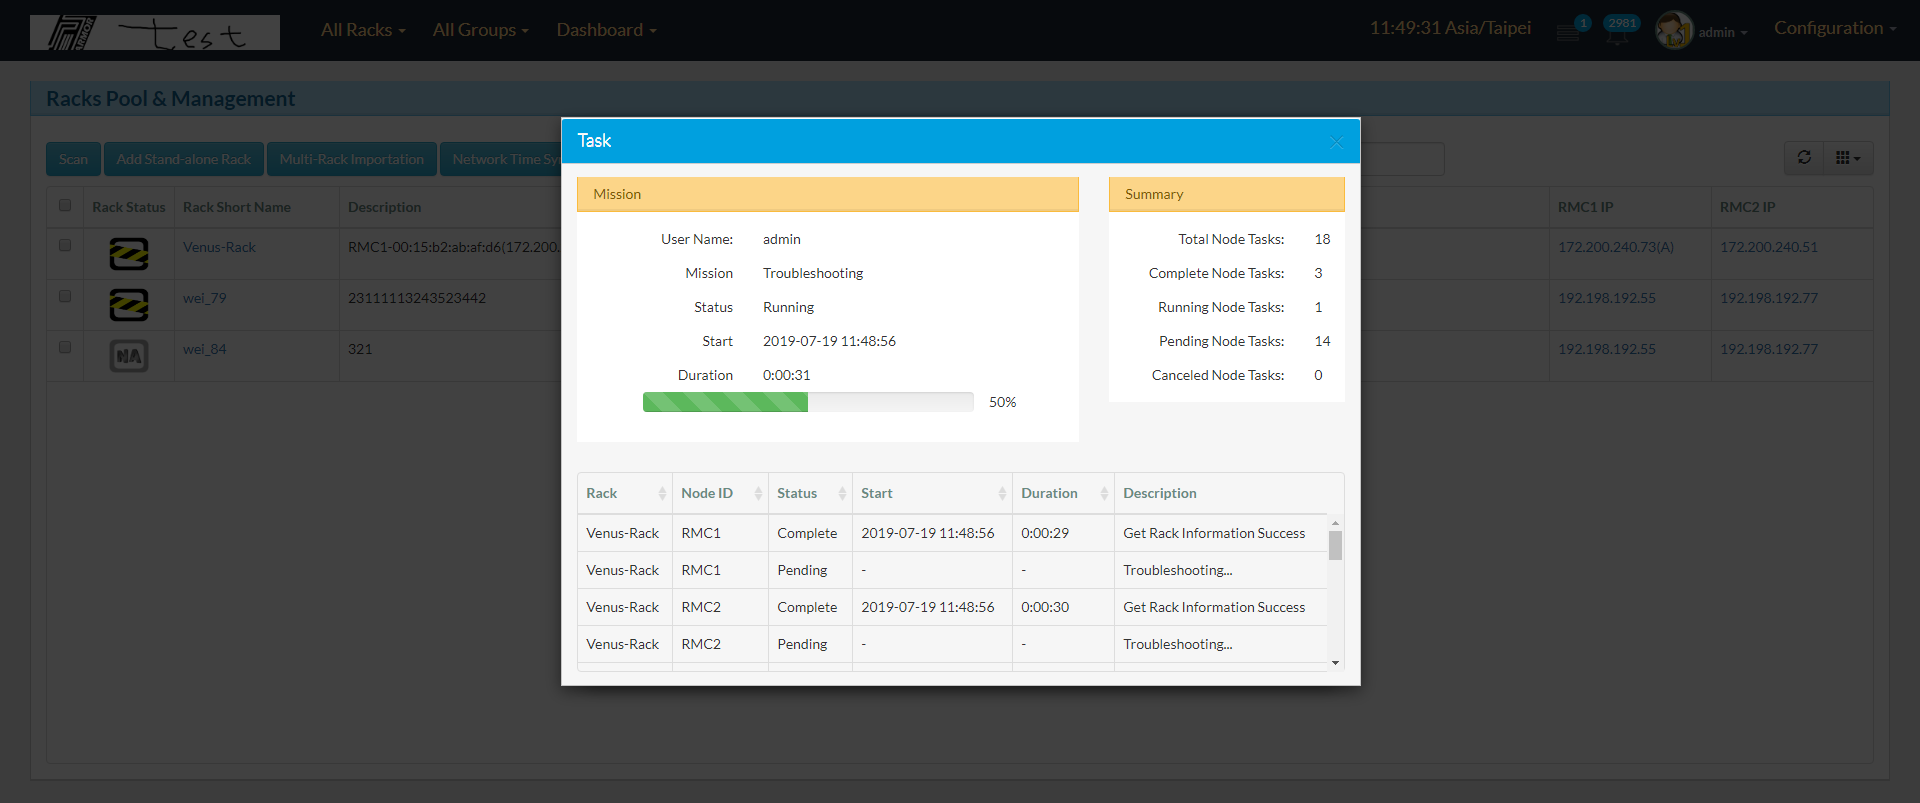 test
All Racks
All Groups
Dashboard
11:49:31 Asia/Taipei
1
2981
admin
Configuration
Racks Pool & Management
Scan
Add Stand-alone Rack
Multi-Rack Importation
Network Time Sy
Rack Status
Rack Short Name
Description
RMC1 IP
RMC2 IP
Venus-Rack
RMC1-00:15:b2:ab:af:d6(172.200.
172.200.240.73(A)
172.200.240.51
wei_79
23111113243523442
192.198.192.55
192.198.192.77
NA
wei_84
321
192.198.192.55
192.198.192.77
Task
Mission
User Name: admin
Mission Troubleshooting
Status Running
Start 2019-07-19 11:48:56
Duration 0:00:31
50%
Summary
Total Node Tasks: 18
Complete Node Tasks: 3
Running Node Tasks: 1
Pending Node Tasks: 14
Canceled Node Tasks: 0
Rack Node ID Status Start Duration Description
Venus-Rack RMC1 Complete 2019-07-19 11:48:56 0:00:29 Get Rack Information Success
Venus-Rack RMC1 Pending - - Troubleshooting...
Venus-Rack RMC2 Complete 2019-07-19 11:48:56 0:00:30 Get Rack Information Success
Venus-Rack RMC2 Pending - - Troubleshooting...